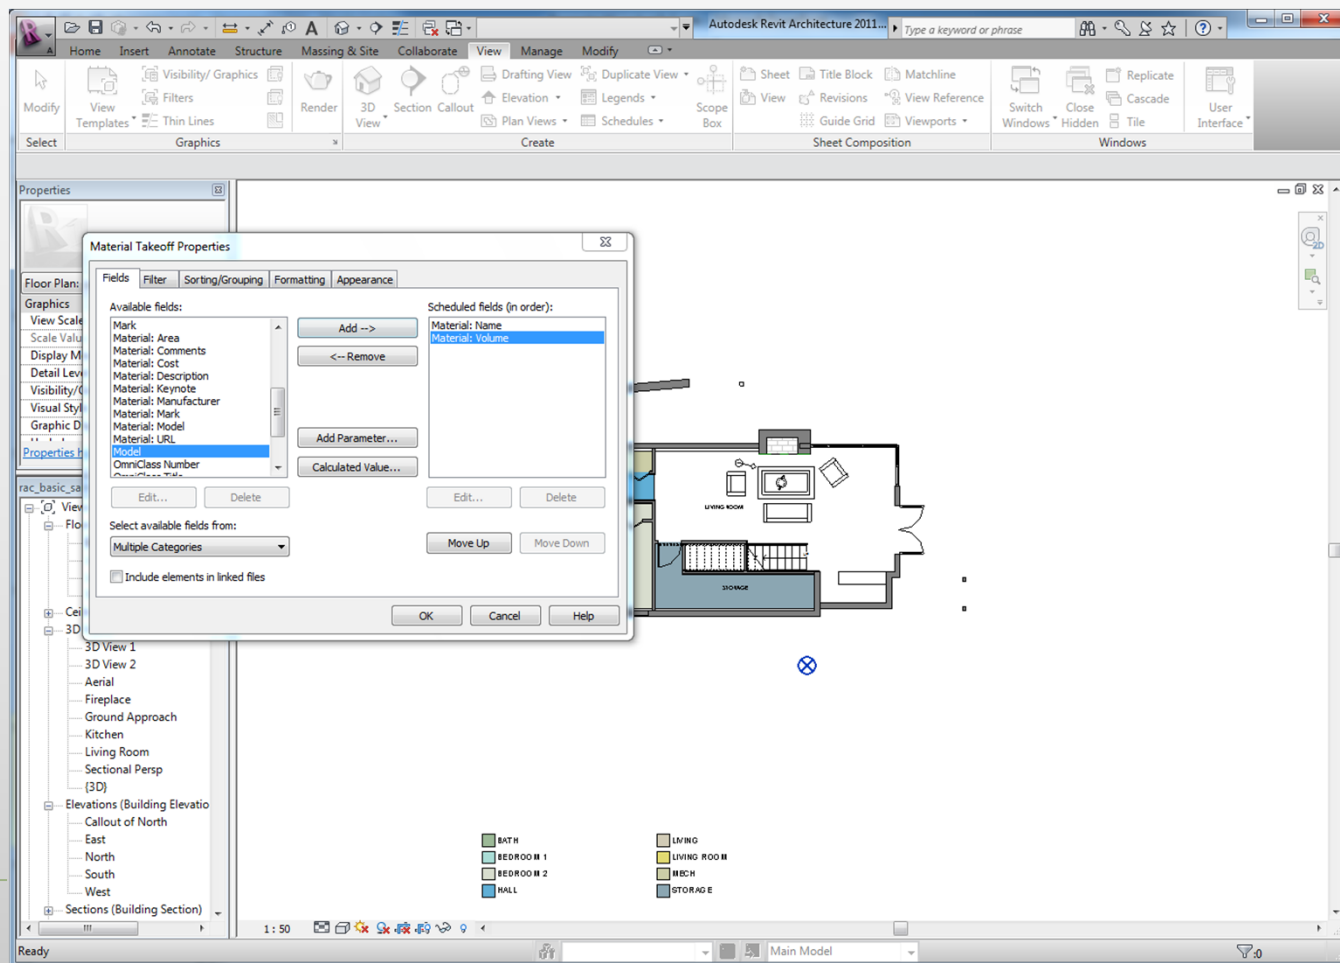 Autodesk Revit Architecture 2011...
Type a keyword or phrase
Home Insert Annotate Structure Massing & Site Collaborate View Manage Modify
Modify
View Templates
Visibility/ Graphics
Filters
Thin Lines
Render
3D View
Section
Callout
Drafting View
Elevation
Plan Views
Duplicate View
Legends
Schedules
Scope Box
Sheet
View
Title Block
Revisions
Guide Grid
Matchline
View Reference
Viewports
Switch Windows
Close Hidden
Replicate
Cascade
Tile
User Interface
Select Graphics Create Sheet Composition Windows
Properties
Floor Plan:
Graphics
View Scale
Scale Valu
Display M
Detail Leve
Visibility/
Visual Styl
Graphic D
Properties h
Material Takeoff Properties
Fields Filter Sorting/Grouping Formatting Appearance
Available fields:
Mark
Material: Area
Material: Comments
Material: Cost
Material: Description
Material: Keynote
Material: Manufacturer
Material: Mark
Material: Model
Material: URL
Model
OmniClass Number
OmniClass Title
Add -->
<-- Remove
Add Parameter...
Calculated Value...
Scheduled fields (in order):
Material: Name
Material: Volume
Edit... Delete
Edit... Delete
Select available fields from:
Multiple Categories
Move Up Move Down
Include elements in linked files
OK Cancel Help
rac_basic_sa
View
Floo
Ceil
3D
3D View 1
3D View 2
Aerial
Fireplace
Ground Approach
Kitchen
Living Room
Sectional Persp
{3D}
Elevations (Building Elevatio
Callout of North
East
North
South
West
Sections (Building Section)
2D
LIVING ROOM
STORAGE
BATH
BEDROOM 1
BEDROOM 2
HALL
LIVING
LIVING ROOM
MECH
STORAGE
1 : 50
Ready
Main Model
:0